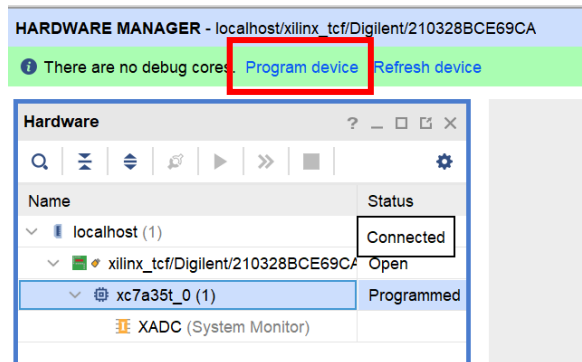 HARDWARE MANAGER - localhost/xilinx_tcf/Digilent/210328BCE69CA
There are no debug cores. Program device Refresh device
Hardware ? _
Name Status
localhost (1) Connected
xilinx_tcf/Digilent/210328BCE69CA Open
xc7a35t_0 (1) Programmed
XADC (System Monitor)